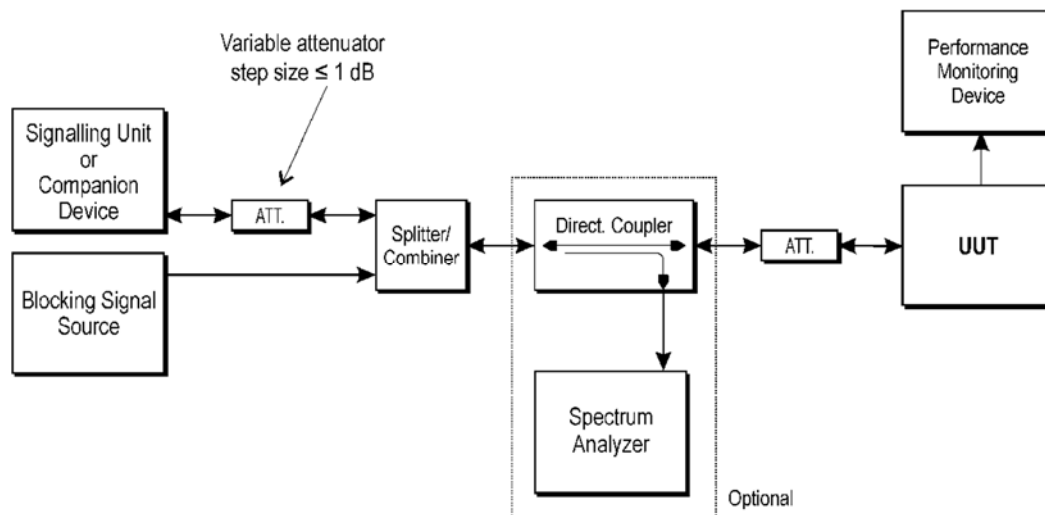 Variable attenuator
step size ≤ 1 dB
Signalling Unit
or
Companion
Device
ATT.
Splitter/
Combiner
Blocking Signal
Source
Direct. Coupler
Spectrum
Analyzer
Optional
ATT.
UUT
Performance
Monitoring
Device